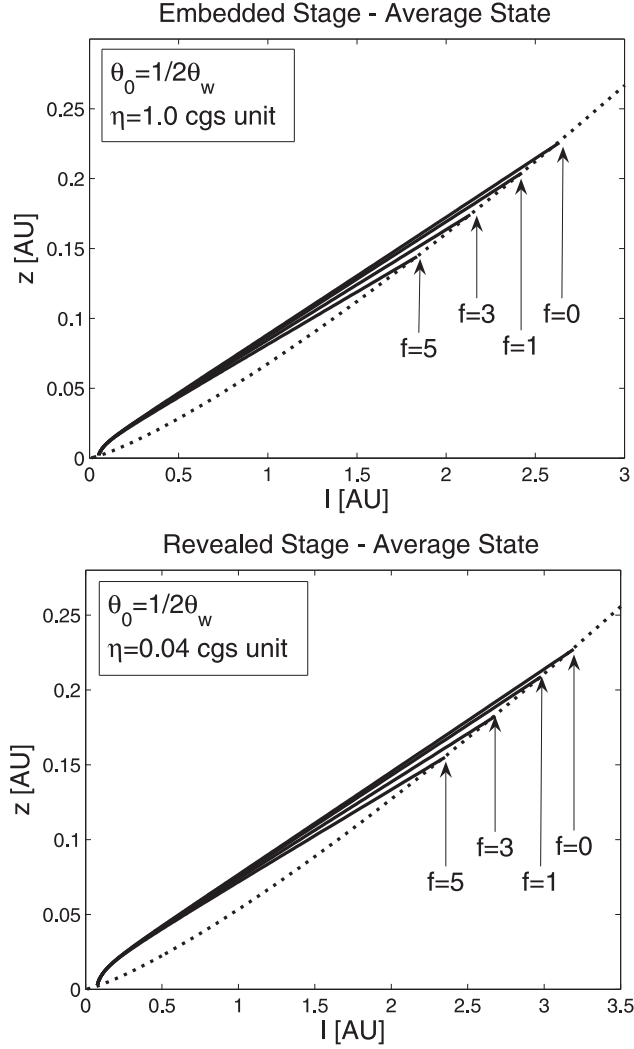 Embedded Stage - Average State
θ₀=1/2θ_w
η=1.0 cgs unit
0.25
0.2
0.15
0.1
0.05
0
z [AU]
f=0
f=1
f=3
f=5
0 0.5 1 1.5 2 2.5 3
l [AU]
Revealed Stage - Average State
θ₀=1/2θ_w
η=0.04 cgs unit
0.25
0.2
0.15
0.1
0.05
0
z [AU]
f=0
f=1
f=3
f=5
0 0.5 1 1.5 2 2.5 3 3.5
l [AU]